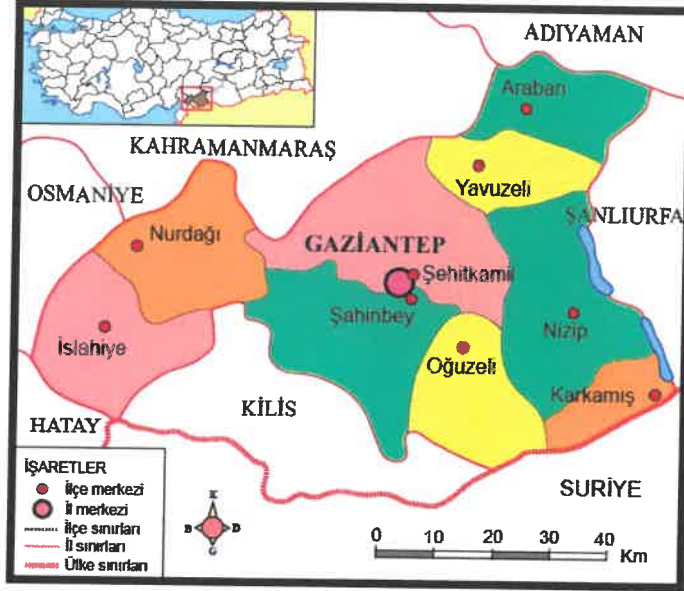 ADIYAMAN
Araban
KAHRAMANMARAŞ
OSMANİYE
Yavuzeli
ŞANLIURFA
Nurdağı
GAZİANTEP
Şehitkamil
Şahinbey
Nizip
İslahiye
Oğuzeli
Karkamış
KİLİS
HATAY
SURİYE
İŞARETLER
İlçe merkezi
İl merkezi
İlçe sınırları
İl sınırları
Ülke sınırları
K
B D
G
0 10 20 30 40
Km